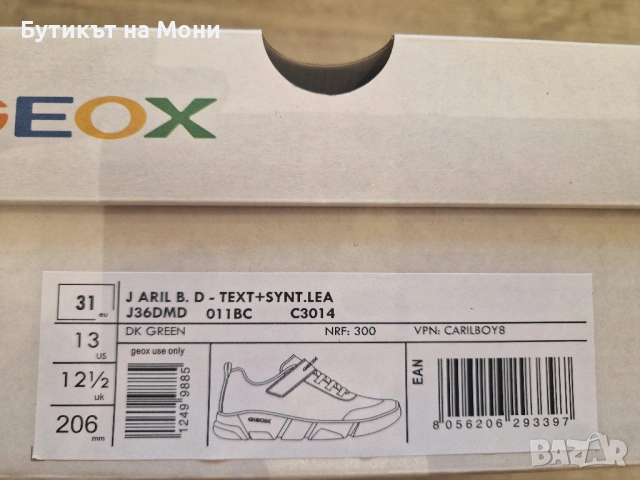 Бутикът на Мони
GEOX
31 eu
13 US
12½ uk
206 mm
J ARIL B. D - TEXT+SYNT.LEA
J36DMD 011BC C3014
DK GREEN NRF: 300 VPN: CARILBOY8
geox use only
1249 9885
GEOX
EAN
8 056206 293397
BAZAR